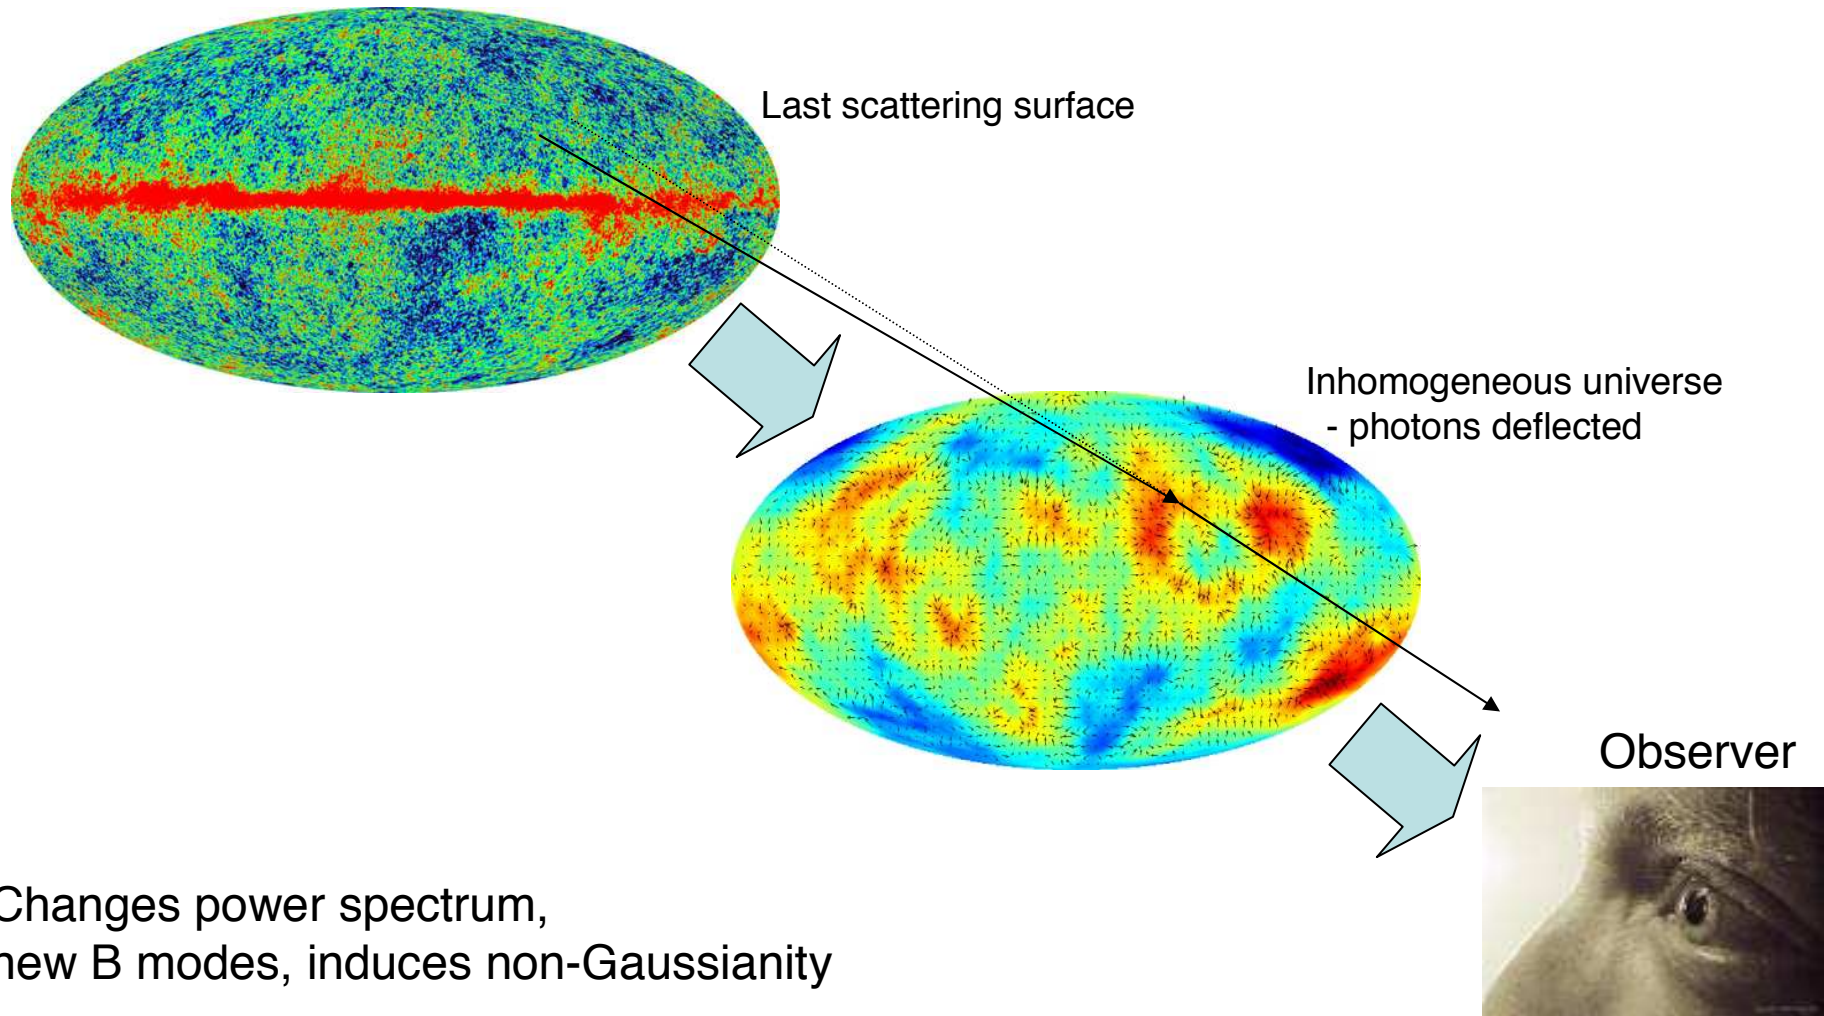 Last scattering surface
Inhomogeneous universe
- photons deflected
Observer
Changes power spectrum,
new B modes, induces non-Gaussianity